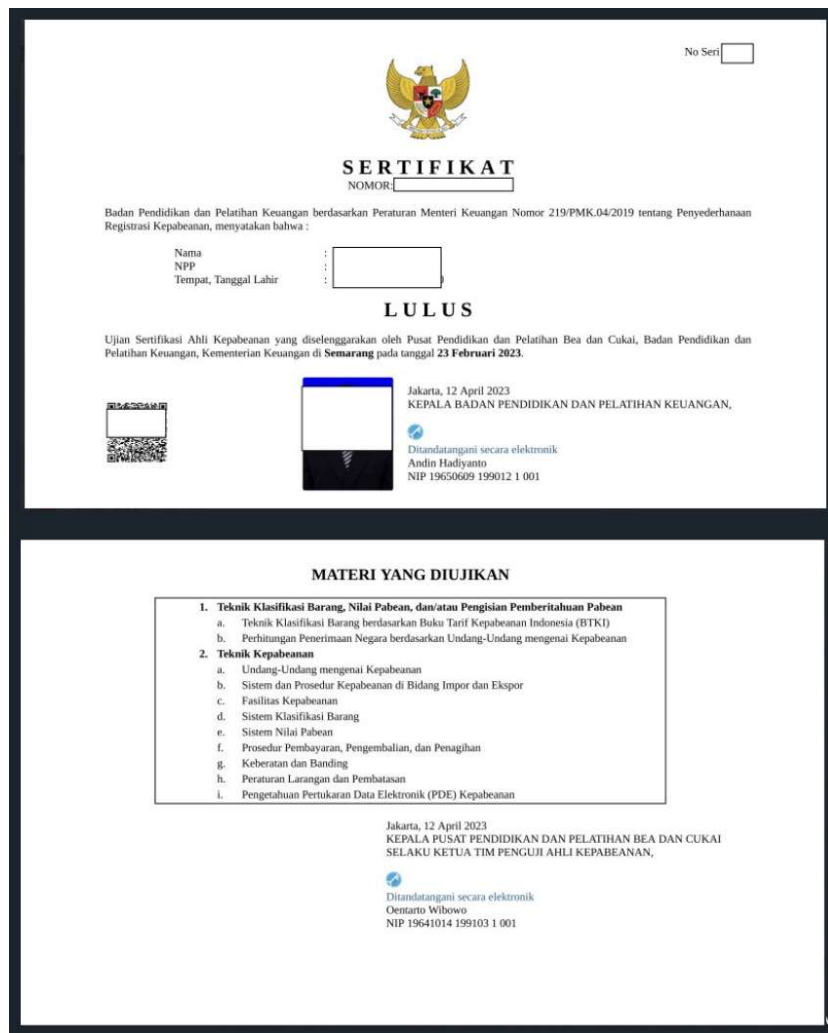 No Seri
SERTIFIKAT
NOMOR:
Badan Pendidikan dan Pelatihan Keuangan berdasarkan Peraturan Menteri Keuangan Nomor 219/PMK.04/2019 tentang Penyederhanaan
Registrasi Kepabeanan, menyatakan bahwa :
Nama :
NPP :
Tempat, Tanggal Lahir :
LULUS
Ujian Sertifikasi Ahli Kepabeanan yang diselenggarakan oleh Pusat Pendidikan dan Pelatihan Bea dan Cukai, Badan Pendidikan dan
Pelatihan Keuangan, Kementerian Keuangan di Semarang pada tanggal 23 Februari 2023.
Jakarta, 12 April 2023
KEPALA BADAN PENDIDIKAN DAN PELATIHAN KEUANGAN,
Ditandatangani secara elektronik
Andin Hadiyanto
NIP 19650609 199012 1 001
MATERI YANG DIUJIKAN
1. Teknik Klasifikasi Barang, Nilai Pabean, dan/atau Pengisian Pemberitahuan Pabean
a. Teknik Klasifikasi Barang berdasarkan Buku Tarif Kepabeanan Indonesia (BTKI)
b. Perhitungan Penerimaan Negara berdasarkan Undang-Undang mengenai Kepabeanan
2. Teknik Kepabeanan
a. Undang-Undang mengenai Kepabeanan
b. Sistem dan Prosedur Kepabeanan di Bidang Impor dan Ekspor
c. Fasilitas Kepabeanan
d. Sistem Klasifikasi Barang
e. Sistem Nilai Pabean
f. Prosedur Pembayaran, Pengembalian, dan Penagihan
g. Keberatan dan Banding
h. Peraturan Larangan dan Pembatasan
i. Pengetahuan Pertukaran Data Elektronik (PDE) Kepabeanan
Jakarta, 12 April 2023
KEPALA PUSAT PENDIDIKAN DAN PELATIHAN BEA DAN CUKAI
SELAKU KETUA TIM PENGUJI AHLI KEPABEANAN,
Ditandatangani secara elektronik
Oentarto Wibowo
NIP 19641014 199103 1 001